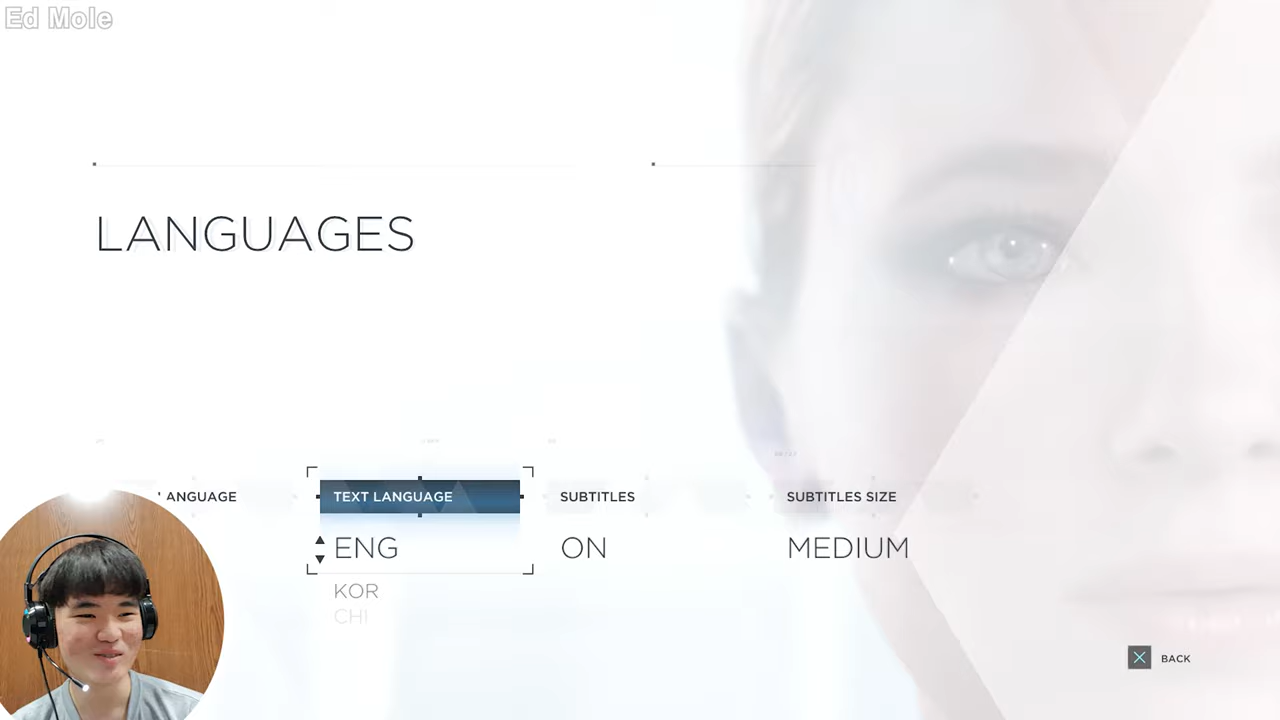 Ed Mole
LANGUAGES
ANGUAGE
TEXT LANGUAGE
SUBTITLES
SUBTITLES SIZE
ENG
ON
MEDIUM
KOR
CHI
BACK